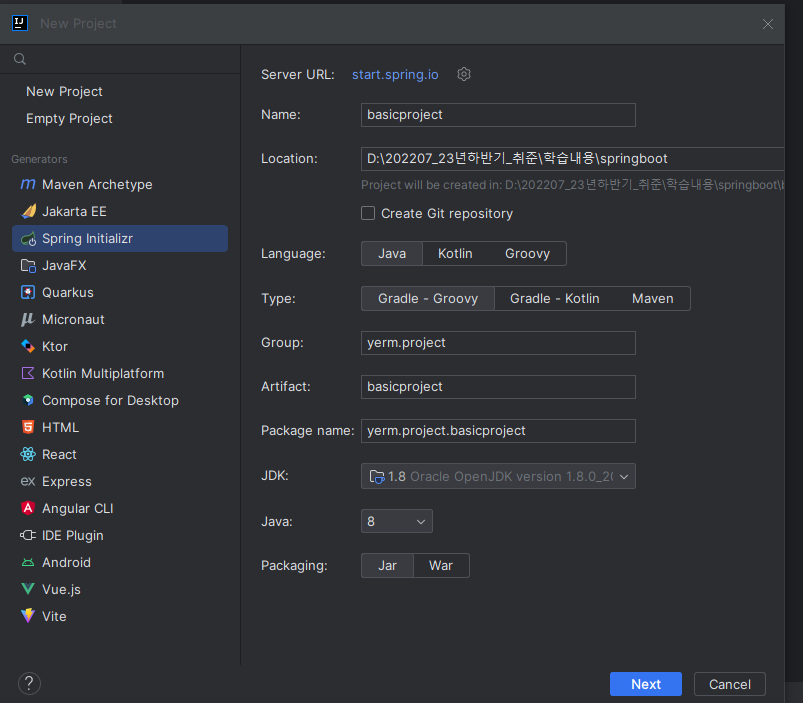 New Project
Server URL: start.spring.io
New Project
Empty Project
Name: basicproject
Generators
Location: D:\202207_23년하반기_취준\학습내용\springboot
Project will be created in: D:\202207_23년하반기_취준\학습내용\springboot\
Maven Archetype
Jakarta EE
Create Git repository
Spring Initializr
Language: Java Kotlin Groovy
JavaFX
Quarkus
Type: Gradle - Groovy Gradle - Kotlin Maven
Micronaut
Ktor
Group: yerm.project
Kotlin Multiplatform
Artifact: basicproject
Compose for Desktop
HTML
Package name: yerm.project.basicproject
React
JDK: 1.8 Oracle OpenJDK version 1.8.0_20
ex Express
Angular CLI
Java: 8
IDE Plugin
Android
Packaging: Jar War
Vue.js
Vite
?
Next Cancel